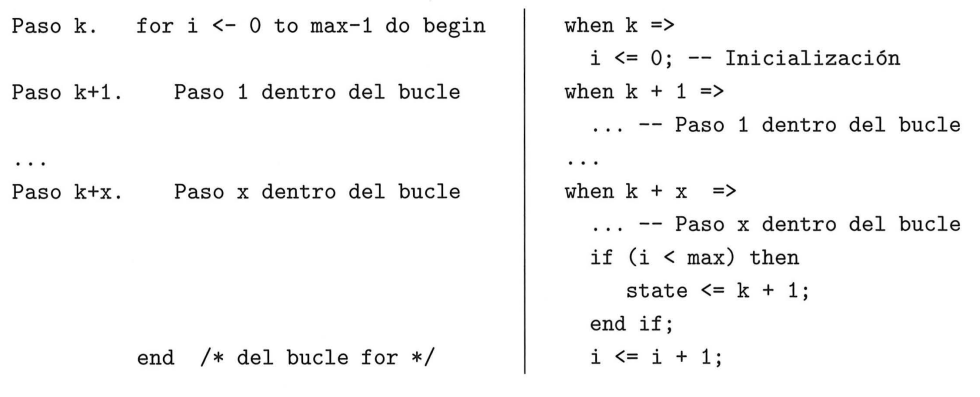 Paso k.   for i <- 0 to max-1 do begin
Paso k+1.    Paso 1 dentro del bucle
...
Paso k+x.    Paso x dentro del bucle
end  /* del bucle for */
when k =>
i <= 0; -- Inicialización
when k + 1 =>
... -- Paso 1 dentro del bucle
...
when k + x  =>
... -- Paso x dentro del bucle
if (i < max) then
state <= k + 1;
end if;
i <= i + 1;